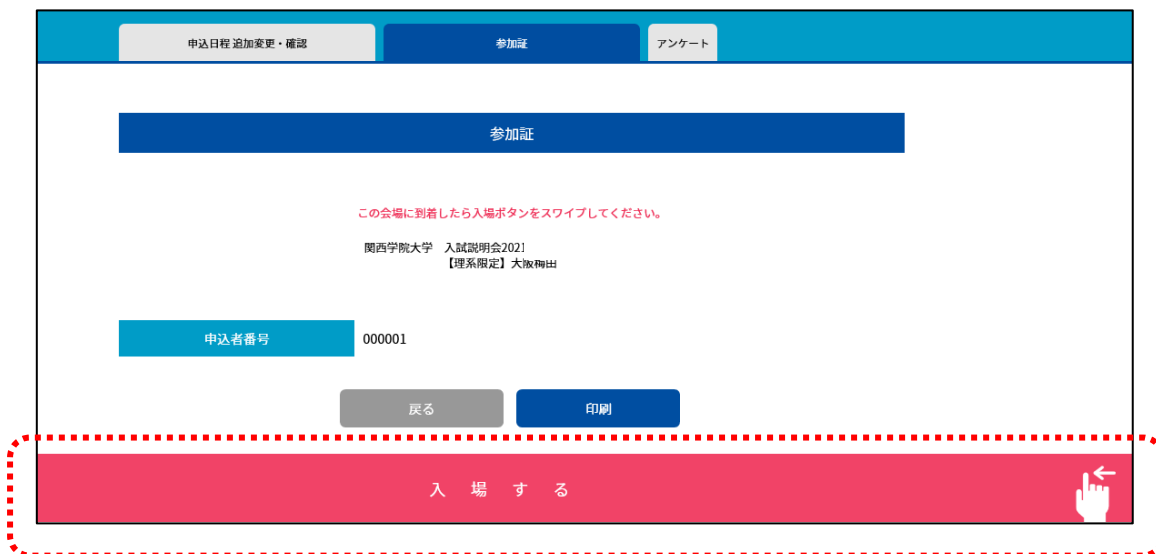 申込日程 追加変更・確認
参加証
アンケート
参加証
この会場に到着したら入場ボタンをスワイプしてください。
関西学院大学　入試説明会2021
【理系限定】大阪梅田
申込者番号
000001
戻る
印刷
入場する